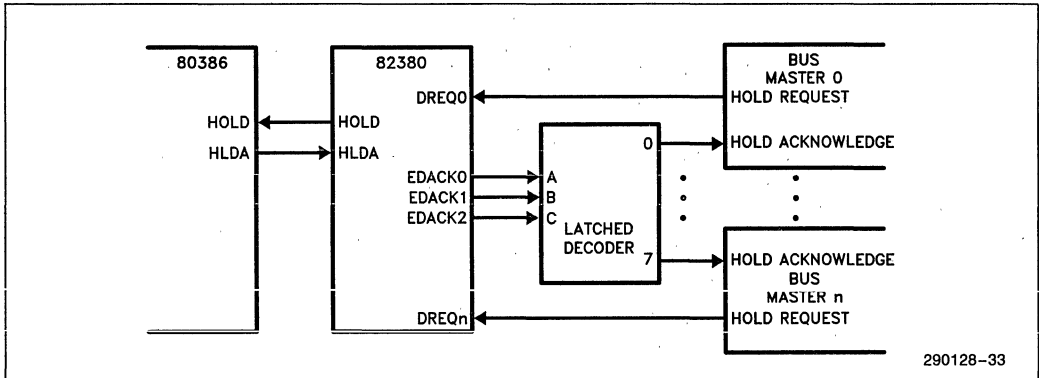 80386
HOLD
HLDA
82380
DREQ0
HOLD
HLDA
EDACK0
EDACK1
EDACK2
DREQn
A
B
C
0
LATCHED
DECODER
7
BUS
MASTER 0
HOLD REQUEST
HOLD ACKNOWLEDGE
HOLD ACKNOWLEDGE
BUS
MASTER n
HOLD REQUEST
290128-33